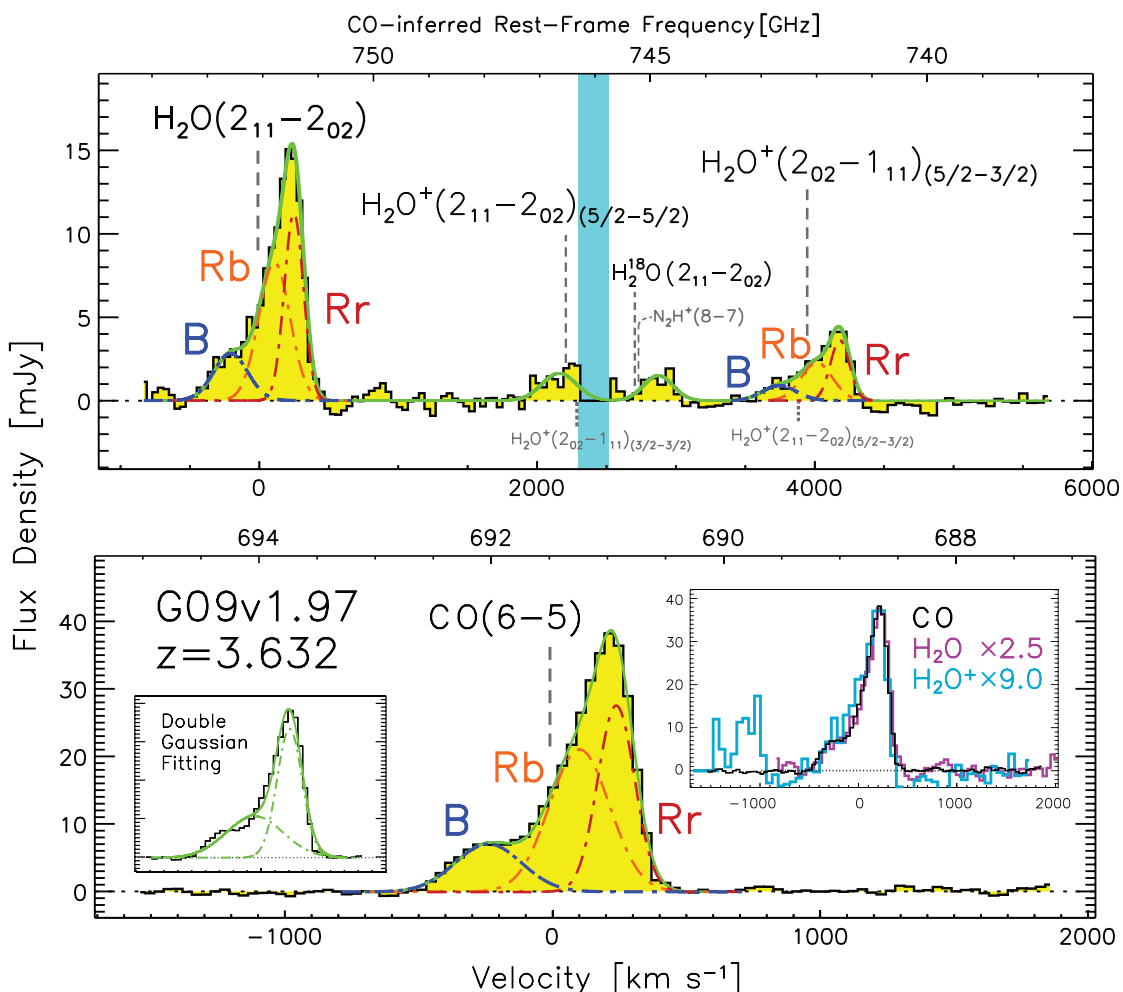 CO-inferred Rest-Frame Frequency[GHz]
750 745 740
H₂O(2₁₁-2₀₂)
H₂O⁺(2₀₂-1₁₁)₍₅/₂₋₃/₂₎
H₂O⁺(2₁₁-2₀₂)₍₅/₂₋₅/₂₎
H₂¹⁸O(2₁₁-2₀₂)
N₂H⁺(8-7)
B Rb Rr
B Rb Rr
H₂O⁺(2₀₂-1₁₁)₍₃/₂₋₃/₂₎
H₂O⁺(2₁₁-2₀₂)₍₅/₂₋₃/₂₎
15
10
5
0
0 2000 4000 6000
Flux Density [mJy]
694 692 690 688
G09v1.97
z=3.632
CO(6-5)
B Rb Rr
40
30
20
10
0
Double
Gaussian
Fitting
CO
H₂O ×2.5
H₂O⁺×9.0
40
30
20
10
0
-1000 0 1000 2000
-1000 0 1000 2000
Velocity [km s⁻¹]